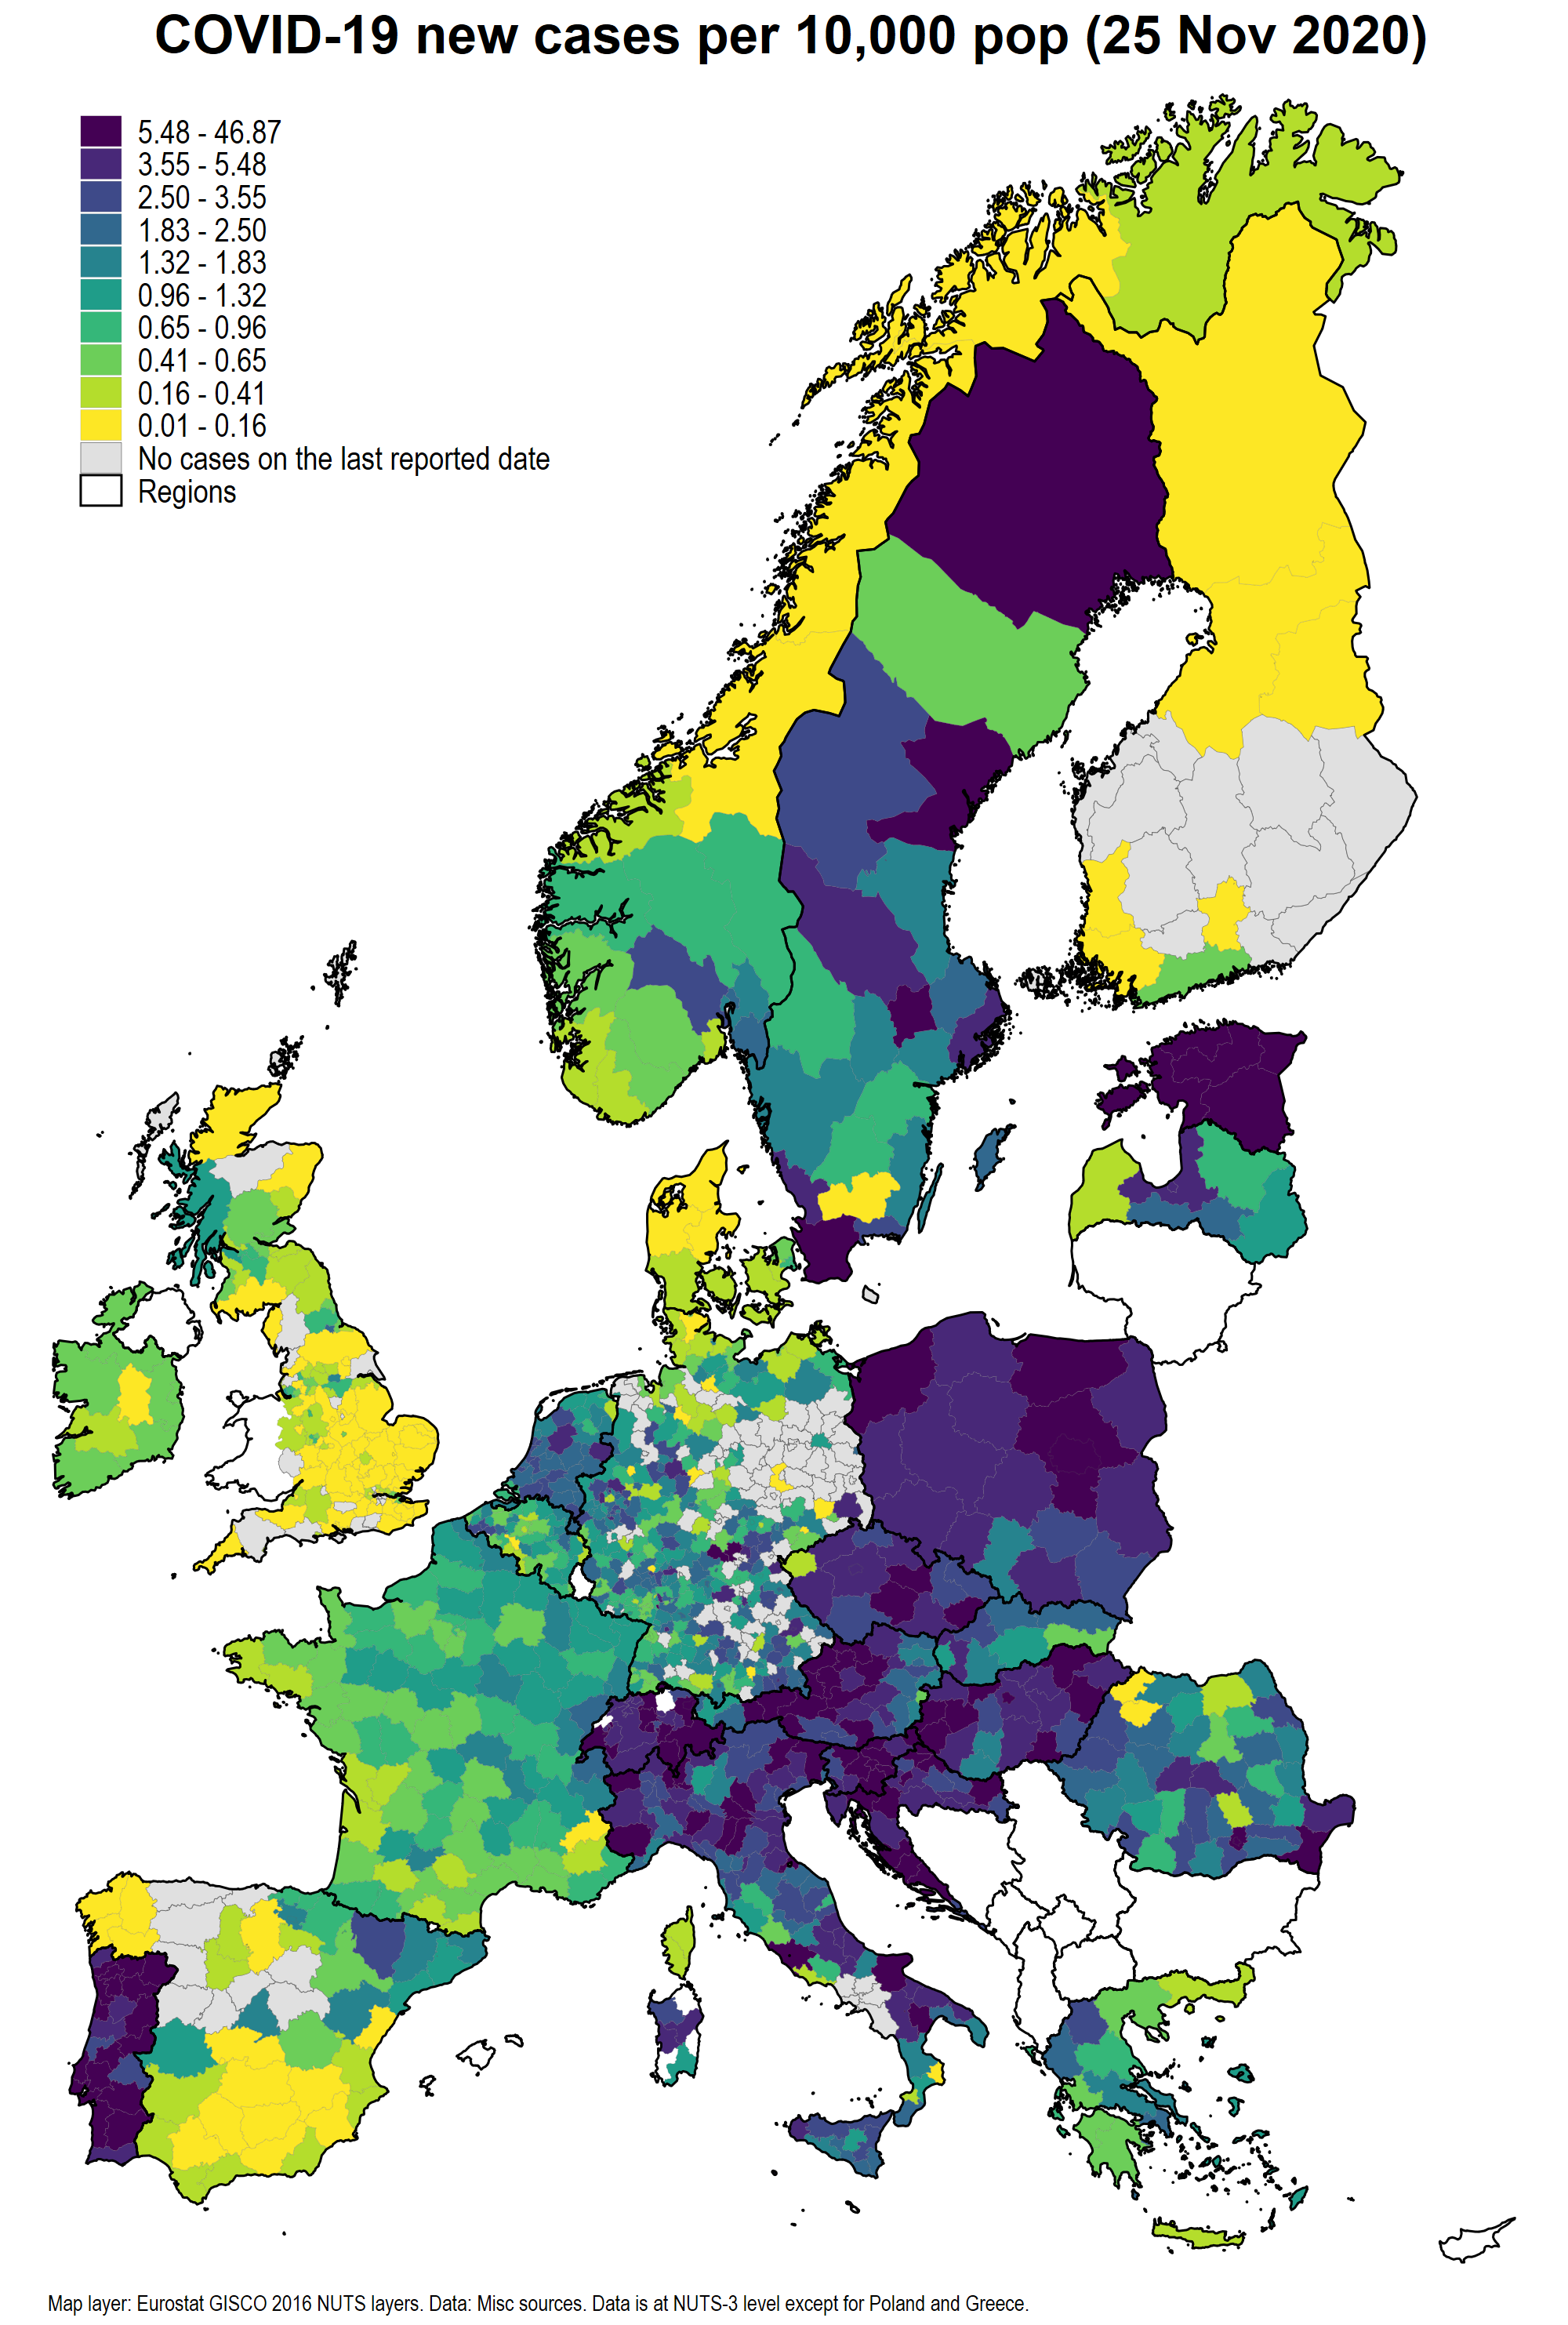 COVID-19 new cases per 10,000 pop (25 Nov 2020)
5.48 - 46.87
3.55 - 5.48
2.50 - 3.55
1.83 - 2.50
1.32 - 1.83
0.96 - 1.32
0.65 - 0.96
0.41 - 0.65
0.16 - 0.41
0.01 - 0.16
No cases on the last reported date
Regions
Map layer: Eurostat GISCO 2016 NUTS layers. Data: Misc sources. Data is at NUTS-3 level except for Poland and Greece.